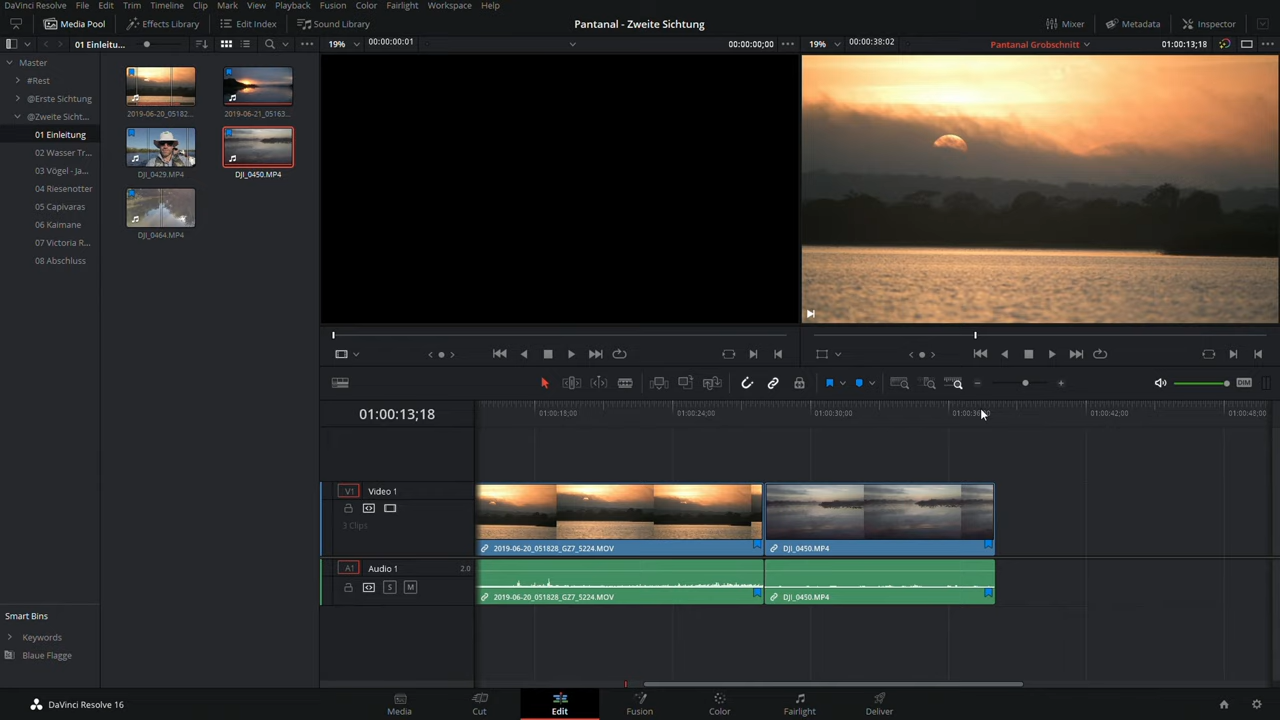 DaVinci Resolve File Edit Trim Timeline Clip Mark View Playback Fusion Color Fairlight Workspace Help
Media Pool Effects Library Edit Index Sound Library Pantanal - Zweite Sichtung Mixer Metadata Inspector
01 Einleitu... 19% 00:00:00:01 00:00:00;00 19% 00:00:38:02 Pantanal Grobschnitt 01:00:13;18
Master
#Rest
@Erste Sichtung
@Zweite Sicht...
01 Einleitung
02 Wasser Tr...
03 Vögel - Ja...
04 Riesenotter
05 Capivaras
06 Kaimane
07 Victoria R...
08 Abschluss
2019-06-20_05182... 2019-06-21_05163...
DJI_0429.MP4 DJI_0450.MP4
DJI_0464.MP4
DIM
01:00:13;18
01:00:18;00 01:00:24;00 01:00:30;00 01:00:36;00 01:00:42;00 01:00:48;00
V1 Video 1
3 Clips
2019-06-20_051828_GZ7_5224.MOV DJI_0450.MP4
A1 Audio 1 2.0
S M
2019-06-20_051828_GZ7_5224.MOV DJI_0450.MP4
Smart Bins
Keywords
Blaue Flagge
DaVinci Resolve 16 Media Cut Edit Fusion Color Fairlight Deliver